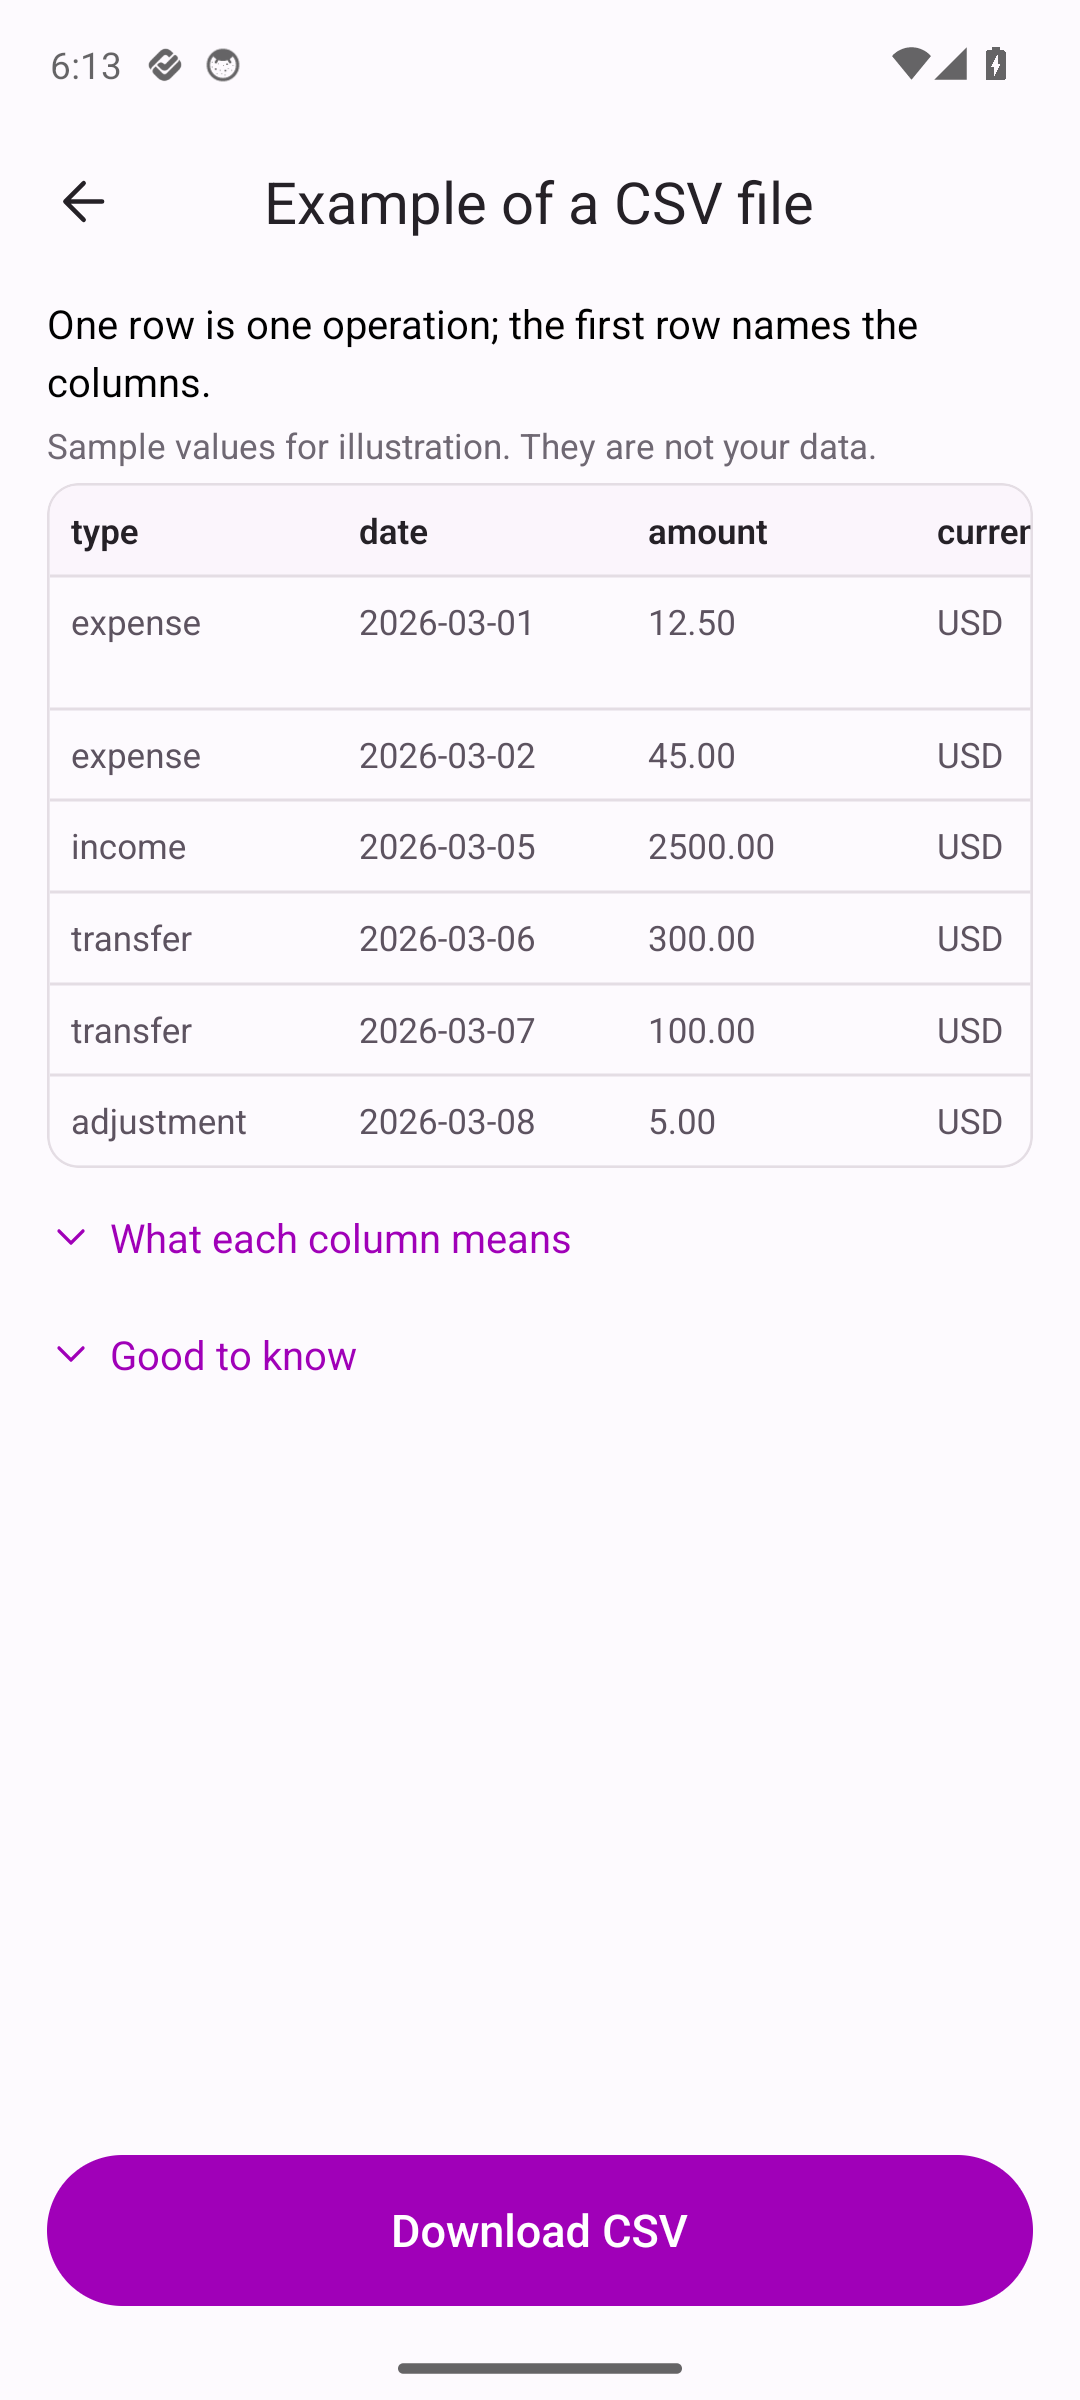 6:13
Example of a CSV file
One row is one operation; the first row names the
columns.
Sample values for illustration. They are not your data.
type date amount curren
expense 2026-03-01 12.50 USD
expense 2026-03-02 45.00 USD
income 2026-03-05 2500.00 USD
transfer 2026-03-06 300.00 USD
transfer 2026-03-07 100.00 USD
adjustment 2026-03-08 5.00 USD
What each column means
Good to know
Download CSV